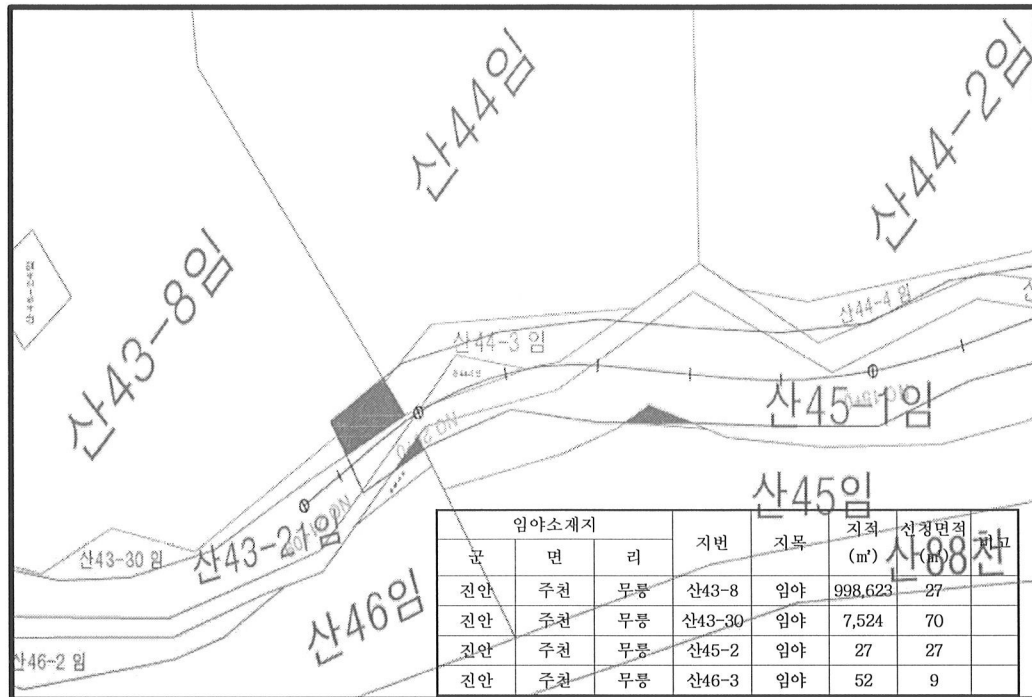 산44임
산44-2임
산43-8임
산44-4 임
산44-3 임
산45-1임
산45임
산43-30 임
산43-21임
산88천
산46임
산46-2 임
임야소재지 지번 지목 지적(㎡) 신청면적(㎡) 비고
군 면 리
진안 주천 무릉 산43-8 임야 998,623 27
진안 주천 무릉 산43-30 임야 7,524 70
진안 주천 무릉 산45-2 임야 27 27
진안 주천 무릉 산46-3 임야 52 9